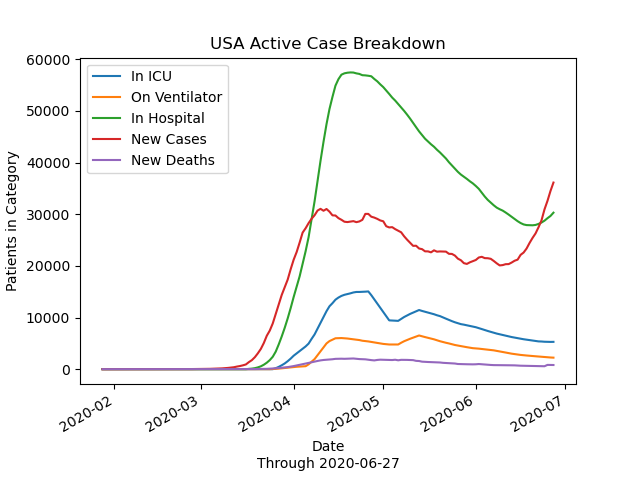 USA Active Case Breakdown
In ICU
On Ventilator
In Hospital
New Cases
New Deaths
Patients in Category
60000
50000
40000
30000
20000
10000
0
2020-02
2020-03
2020-04
2020-05
2020-06
2020-07
Date
Through 2020-06-27